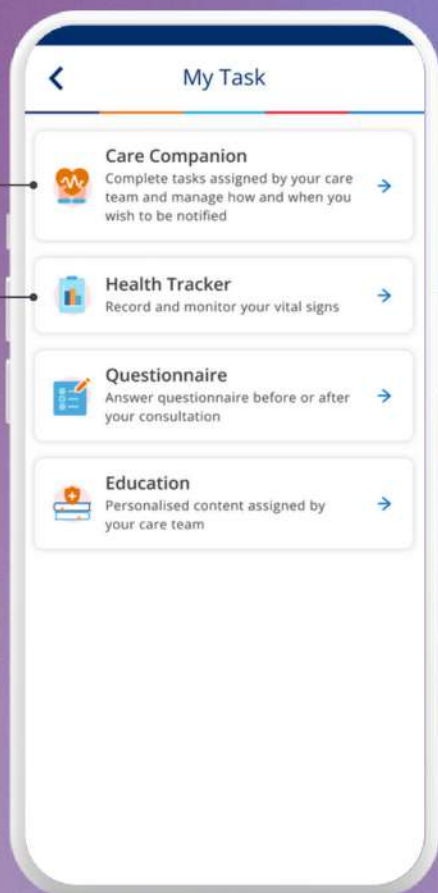 My Task
Care Companion
Complete tasks assigned by your care
team and manage how and when you
wish to be notified
Health Tracker
Record and monitor your vital signs
Questionnaire
Answer questionnaire before or after
your consultation
Education
Personalised content assigned by
your care team